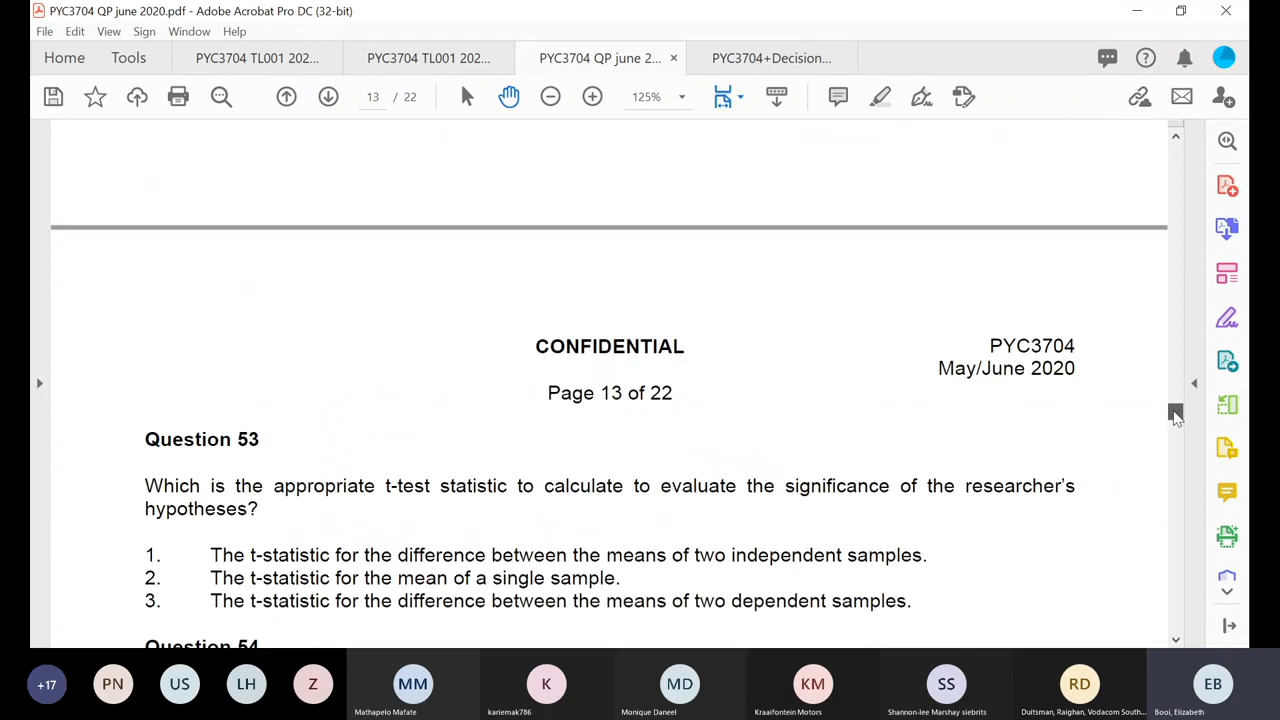 PYC3704 QP june 2020.pdf - Adobe Acrobat Pro DC (32-bit)
File Edit View Sign Window Help
Home Tools PYC3704 TL001 202... PYC3704 TL001 202... PYC3704 QP june 2... × PYC3704+Decision...
13 / 22 125%
CONFIDENTIAL PYC3704
May/June 2020
Page 13 of 22
Question 53
Which is the appropriate t-test statistic to calculate to evaluate the significance of the researcher's
hypotheses?
1. The t-statistic for the difference between the means of two independent samples.
2. The t-statistic for the mean of a single sample.
3. The t-statistic for the difference between the means of two dependent samples.
Question 54
+17 PN US LH Z MM K MD KM SS RD EB
Mathapelo Mafate kariemak786 Monique Daneel Kraaifontein Motors Shannon-lee Marshay siebrits Duitsman, Raighan, Vodacom South... Booi, Elizabeth